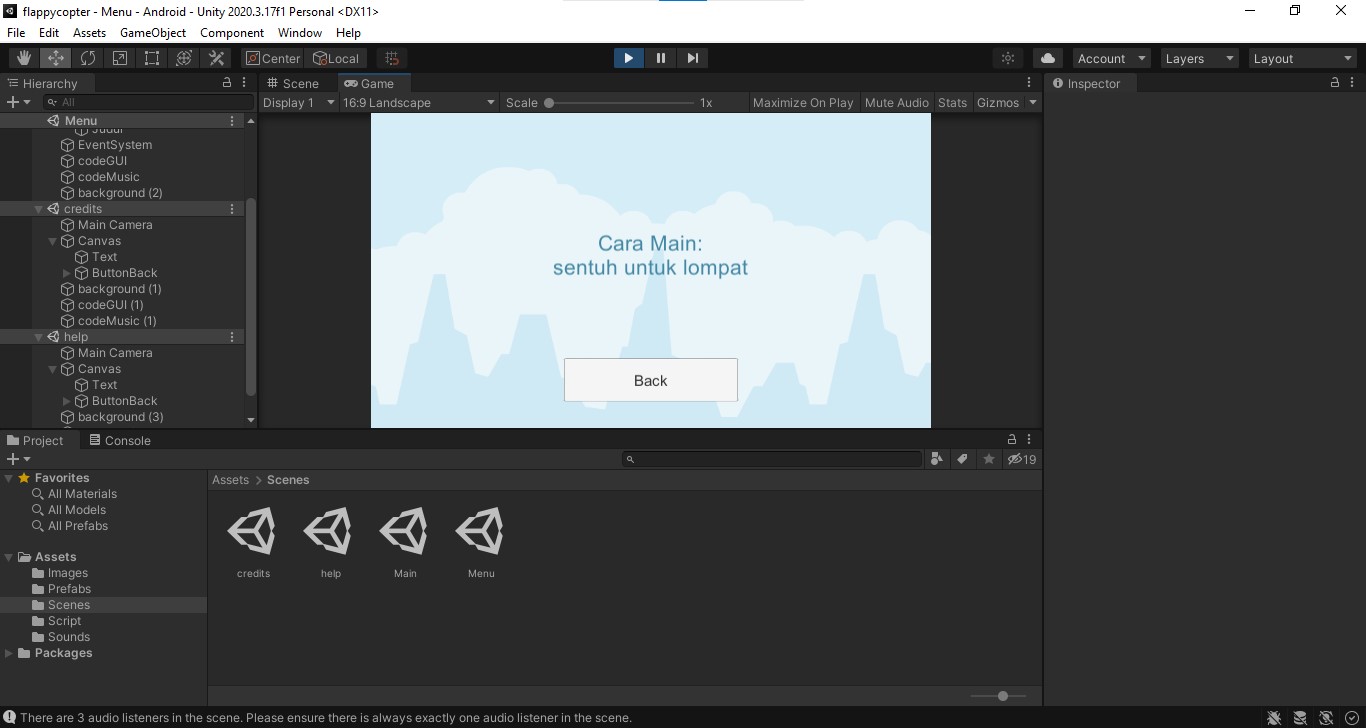 flappycopter - Menu - Android - Unity 2020.3.17f1 Personal <DX11>
File Edit Assets GameObject Component Window Help
Center Local Account Layers Layout
Hierarchy Scene Game Inspector
All Display 1 16:9 Landscape Scale 1x Maximize On Play Mute Audio Stats Gizmos
Menu
Judul
EventSystem
codeGUI
codeMusic
background (2)
credits
Main Camera
Canvas
Text
ButtonBack
background (1)
codeGUI (1)
codeMusic (1)
help
Main Camera
Canvas
Text
ButtonBack
background (3)
Cara Main:
sentuh untuk lompat
Back
Project Console
19
Favorites
All Materials
All Models
All Prefabs
Assets
Images
Prefabs
Scenes
Script
Sounds
Packages
Assets > Scenes
credits help Main Menu
There are 3 audio listeners in the scene. Please ensure there is always exactly one audio listener in the scene.